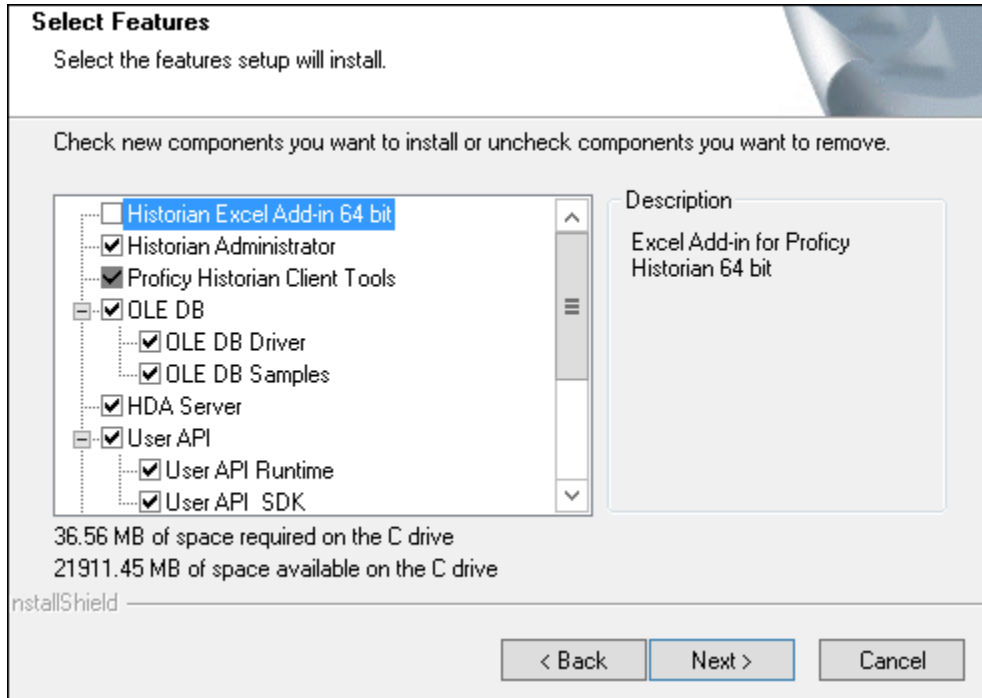 Select Features
Select the features setup will install.
Check new components you want to install or uncheck components you want to remove.
Historian Excel Add-in 64 bit
Historian Administrator
Proficy Historian Client Tools
OLE DB
OLE DB Driver
OLE DB Samples
HDA Server
User API
User API Runtime
User API SDK
Description
Excel Add-in for Proficy
Historian 64 bit
36.56 MB of space required on the C drive
21911.45 MB of space available on the C drive
nstallShield
< Back
Next >
Cancel